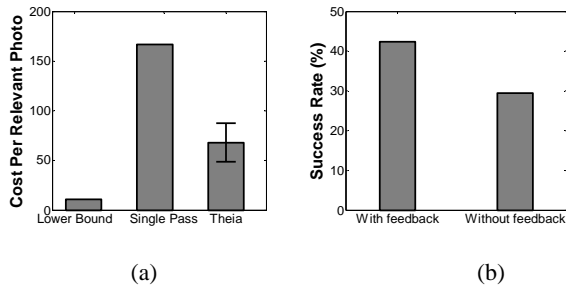 200
150
100
50
0
Cost Per Relevant Photo
Lower Bound Single Pass Theia
(a)
50
40
30
20
10
0
Success Rate (%)
With feedback Without feedback
(b)